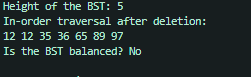 Height of the BST: 5
In-order traversal after deletion:
12 12 35 36 65 89 97
Is the BST balanced? No